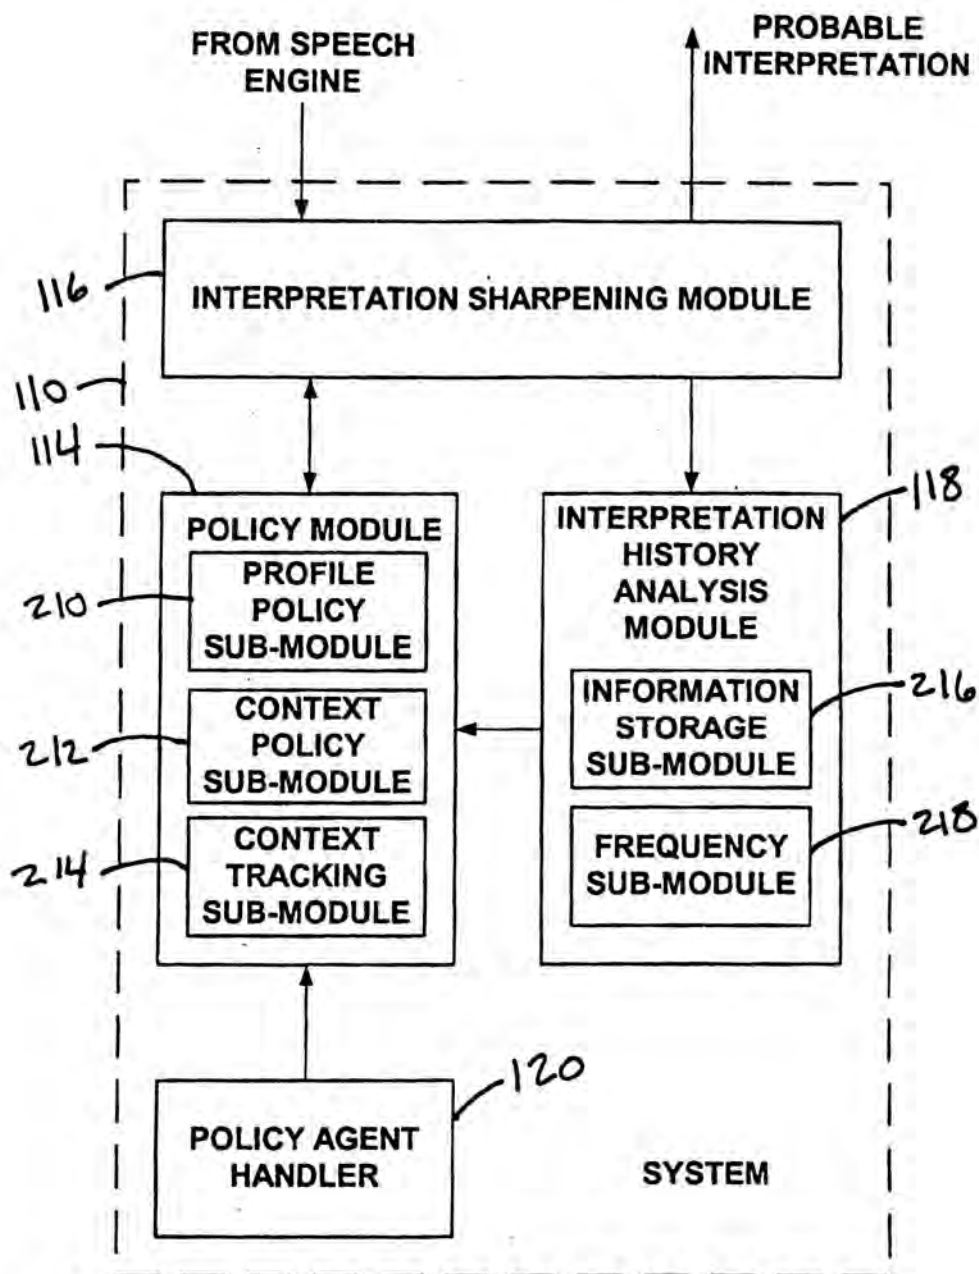 FROM SPEECH
ENGINE
PROBABLE
INTERPRETATION
116
INTERPRETATION SHARPENING MODULE
110
114
POLICY MODULE
210
PROFILE
POLICY
SUB-MODULE
212
CONTEXT
POLICY
SUB-MODULE
214
CONTEXT
TRACKING
SUB-MODULE
118
INTERPRETATION
HISTORY
ANALYSIS
MODULE
216
INFORMATION
STORAGE
SUB-MODULE
218
FREQUENCY
SUB-MODULE
120
POLICY AGENT
HANDLER
SYSTEM